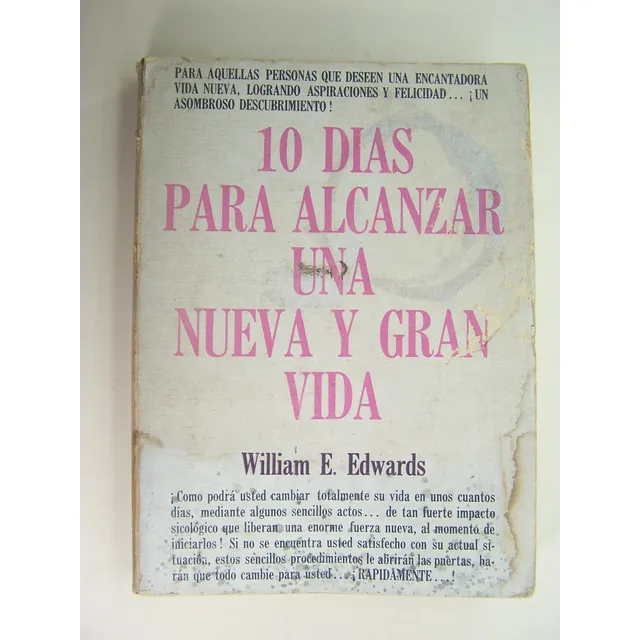 PARA AQUELLAS PERSONAS QUE DESEEN UNA ENCANTADORA
VIDA NUEVA, LOGRANDO ASPIRACIONES Y FELICIDAD... ¡UN
ASOMBROSO DESCUBRIMIENTO!
10 DIAS
PARA ALCANZAR
UNA
NUEVA Y GRAN
VIDA
William E. Edwards
¡Como podrá usted cambiar totalmente su vida en unos cuantos
días, mediante algunos sencillos actos... de tan fuerte impacto
sicológico que liberan una enorme fuerza nueva, al momento de
iniciarlos! Si no se encuentra usted satisfecho con su actual si-
tuación, estos sencillos procedimientos le abrirán las puertas, ha-
rán que todo cambie para usted... ¡RAPIDAMENTE...!